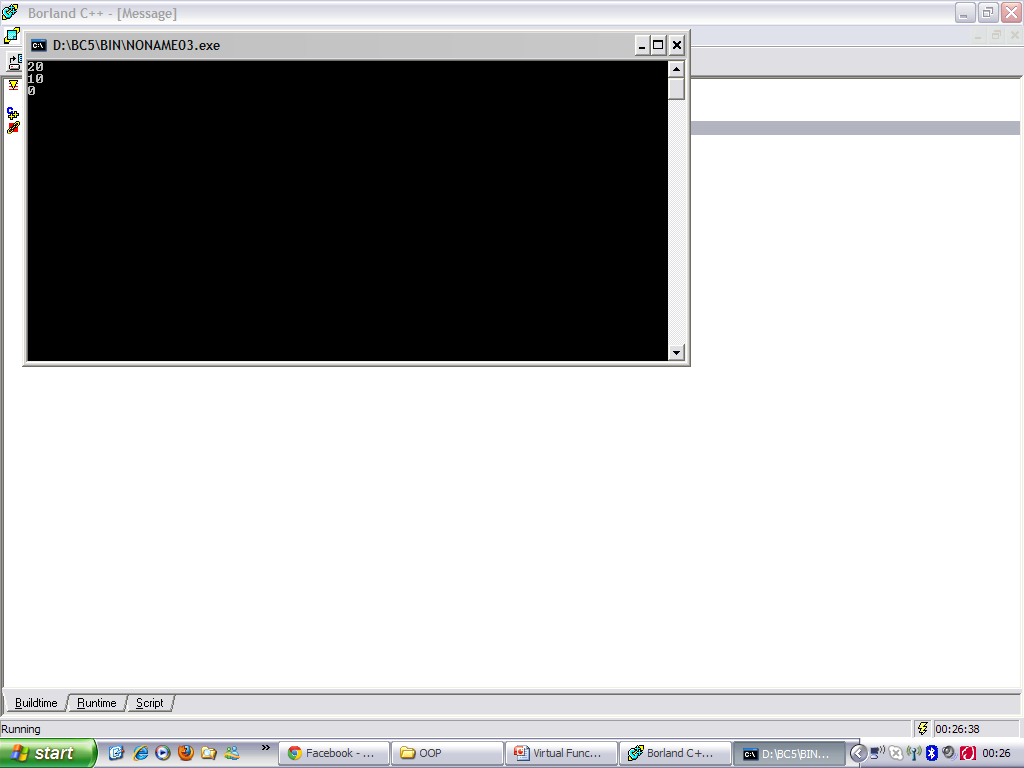 Borland C++ - [Message]
D:\BC5\BIN\NONAME03.exe
20
10
0
Buildtime
Runtime
Script
Running
00:26:38
start
Facebook - ...
OOP
Virtual Func...
Borland C+...
D:\BC5\BIN...
00:26